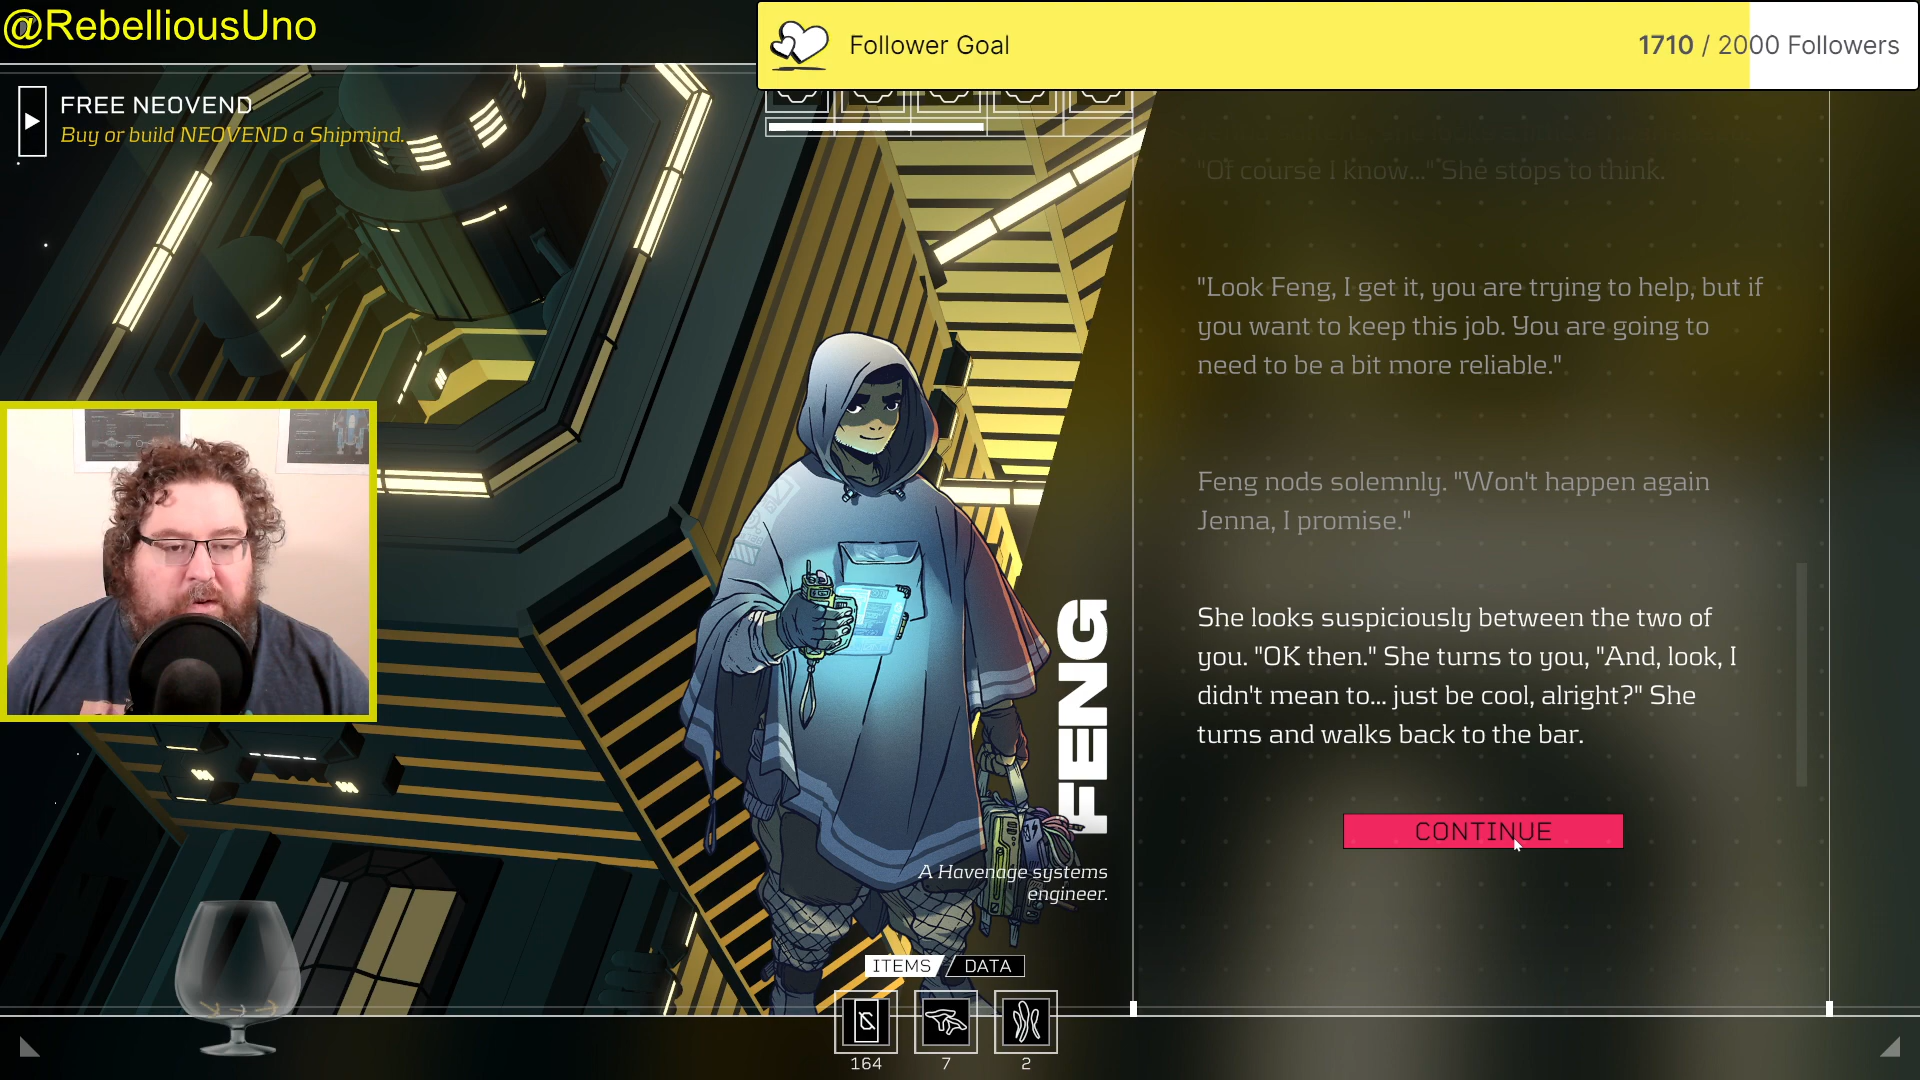 @RebelliousUno
Follower Goal
1710 / 2000 Followers
FREE NEOVEND
Buy or build NEOVEND a Shipmind.
"Of course I know..." She stops to think.
"Look Feng, I get it, you are trying to help, but if
you want to keep this job. You are going to
need to be a bit more reliable."
Feng nods solemnly. "Won't happen again
Jenna, I promise."
She looks suspiciously between the two of
you. "OK then." She turns to you, "And, look, I
didn't mean to... just be cool, alright?" She
turns and walks back to the bar.
CONTINUE
FENG
A Havenage systems
engineer.
ITEMS / DATA
164
7
2